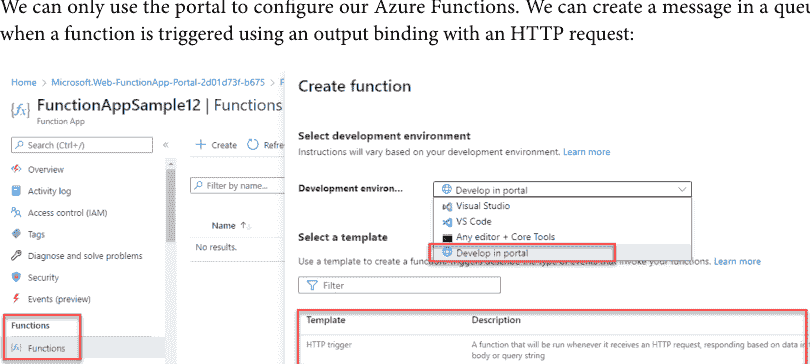 We can only use the portal to configure our Azure Functions. We can create a message in a queu
when a function is triggered using an output binding with an HTTP request:
Home > Microsoft.Web-FunctionApp-Portal-2d01d73f-b675 > F
FunctionAppSample12 | Functions
Function App
Search (Ctrl+/)
«
Overview
Activity log
Access control (IAM)
Tags
Diagnose and solve problems
Security
Events (preview)
Functions
Functions
+ Create
Refre
Filter by name...
Name ↑
No results.
Create function
Select development environment
Instructions will vary based on your development environment. Learn more
Development environ...
Develop in portal
Visual Studio
VS Code
Any editor + Core Tools
Develop in portal
Select a template
Use a template to create a function. Triggers describe the type of events that invoke your functions. Learn more
Filter
Template Description
HTTP trigger A function that will be run whenever it receives an HTTP request, responding based on data in
body or query string